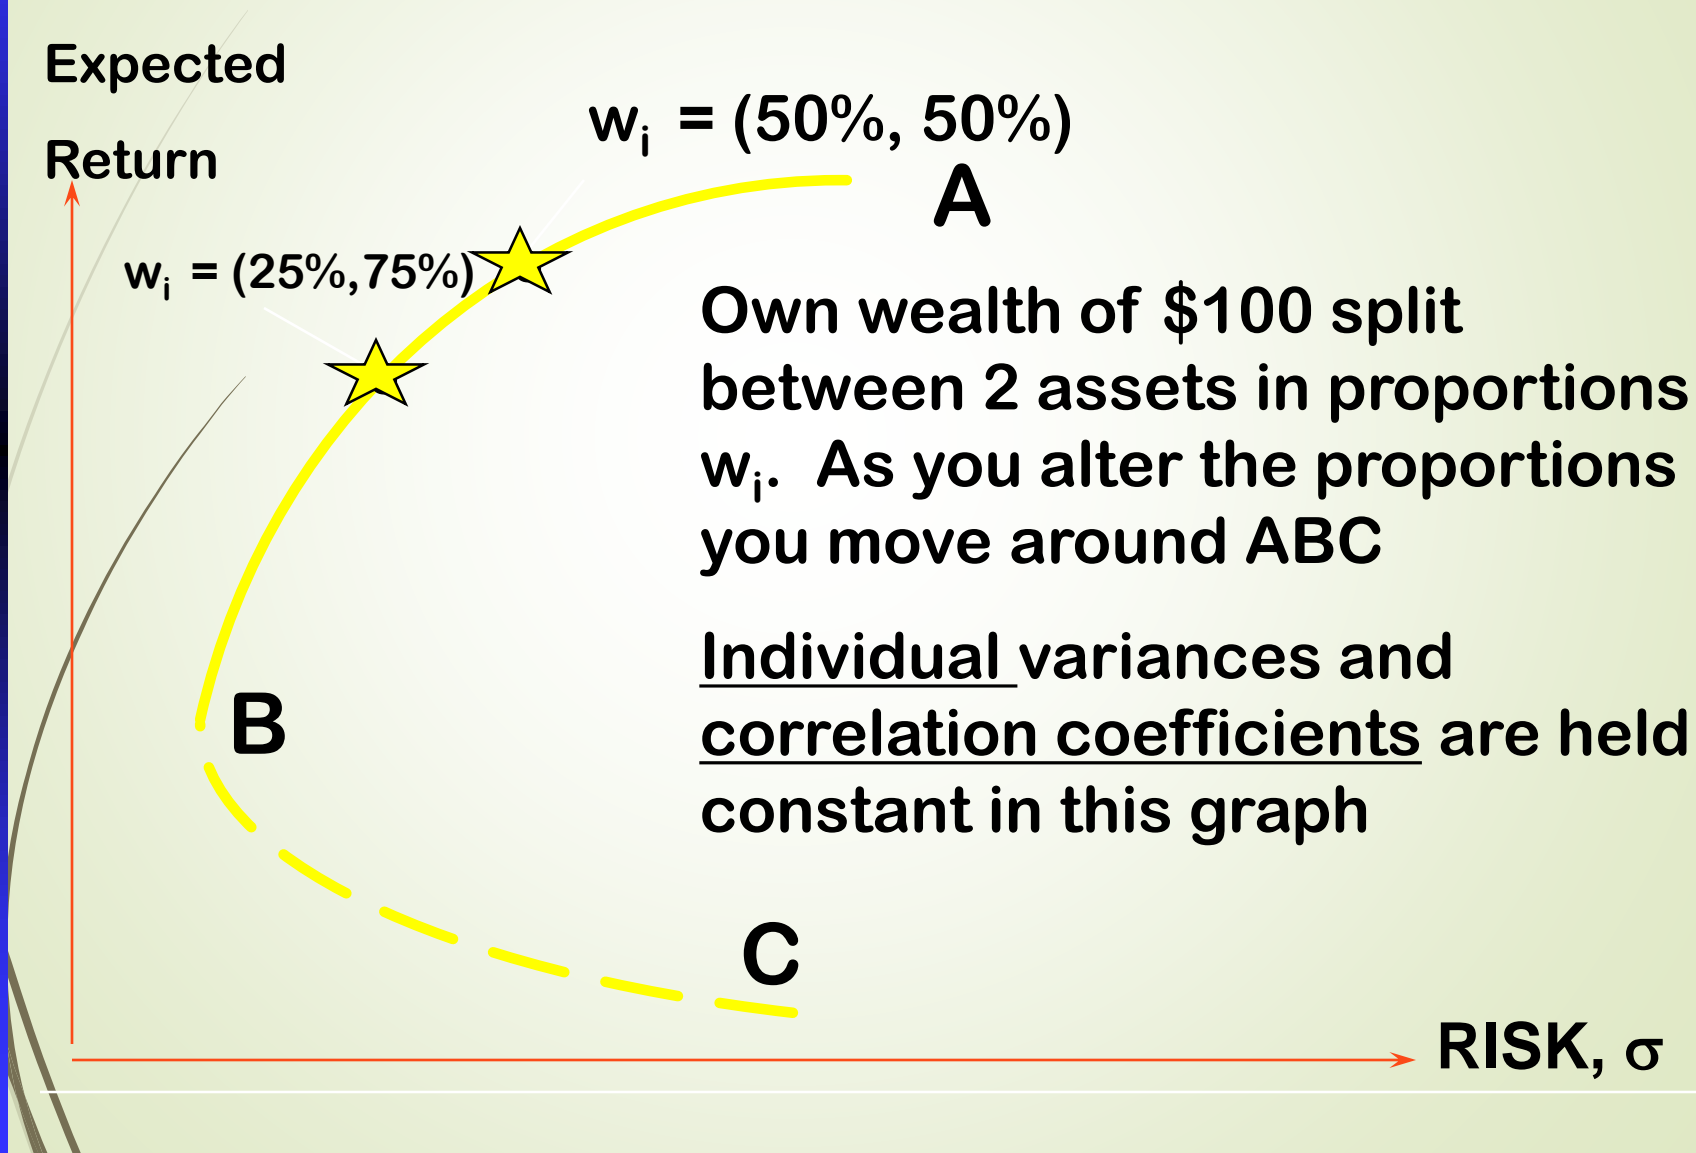 Expected
Return
wi = (50%, 50%)
A
wi = (25%,75%)
Own wealth of $100 split
between 2 assets in proportions
wi. As you alter the proportions
you move around ABC
Individual variances and
correlation coefficients are held
constant in this graph
B
C
RISK, σ